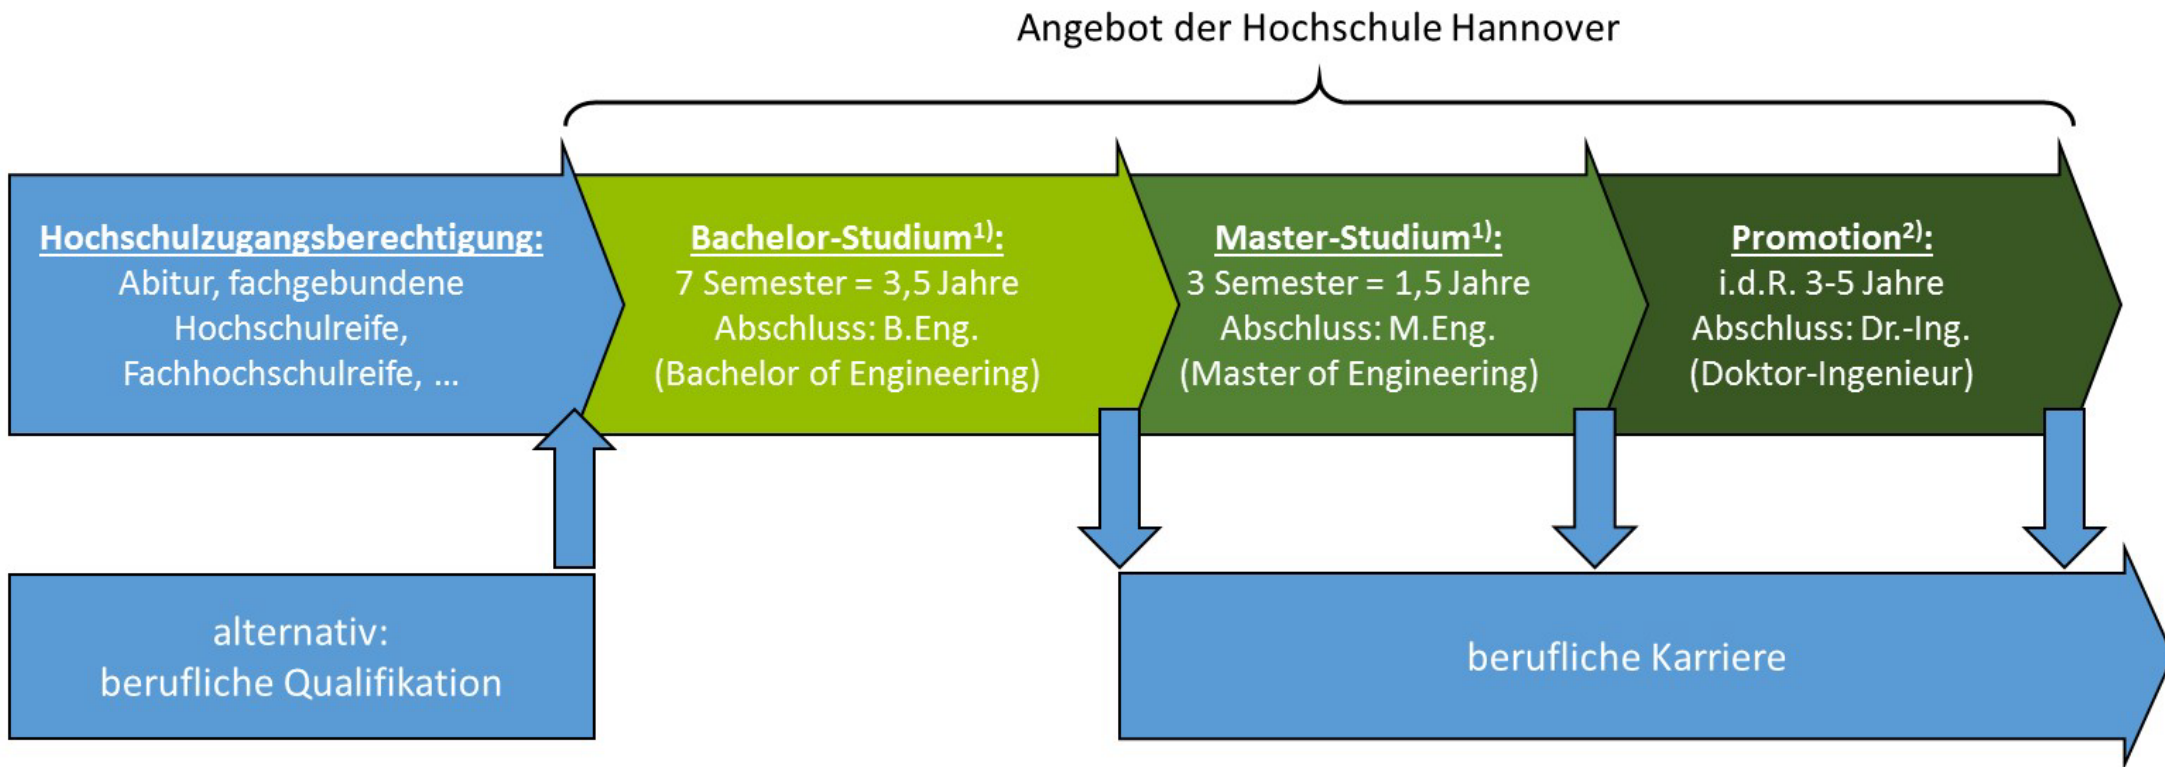 Angebot der Hochschule Hannover
Hochschulzugangsberechtigung:
Abitur, fachgebundene
Hochschulreife,
Fachhochschulreife, ...
Bachelor-Studium¹⁾:
7 Semester = 3,5 Jahre
Abschluss: B.Eng.
(Bachelor of Engineering)
Master-Studium¹⁾:
3 Semester = 1,5 Jahre
Abschluss: M.Eng.
(Master of Engineering)
Promotion²⁾:
i.d.R. 3-5 Jahre
Abschluss: Dr.-Ing.
(Doktor-Ingenieur)
alternativ:
berufliche Qualifikation
berufliche Karriere